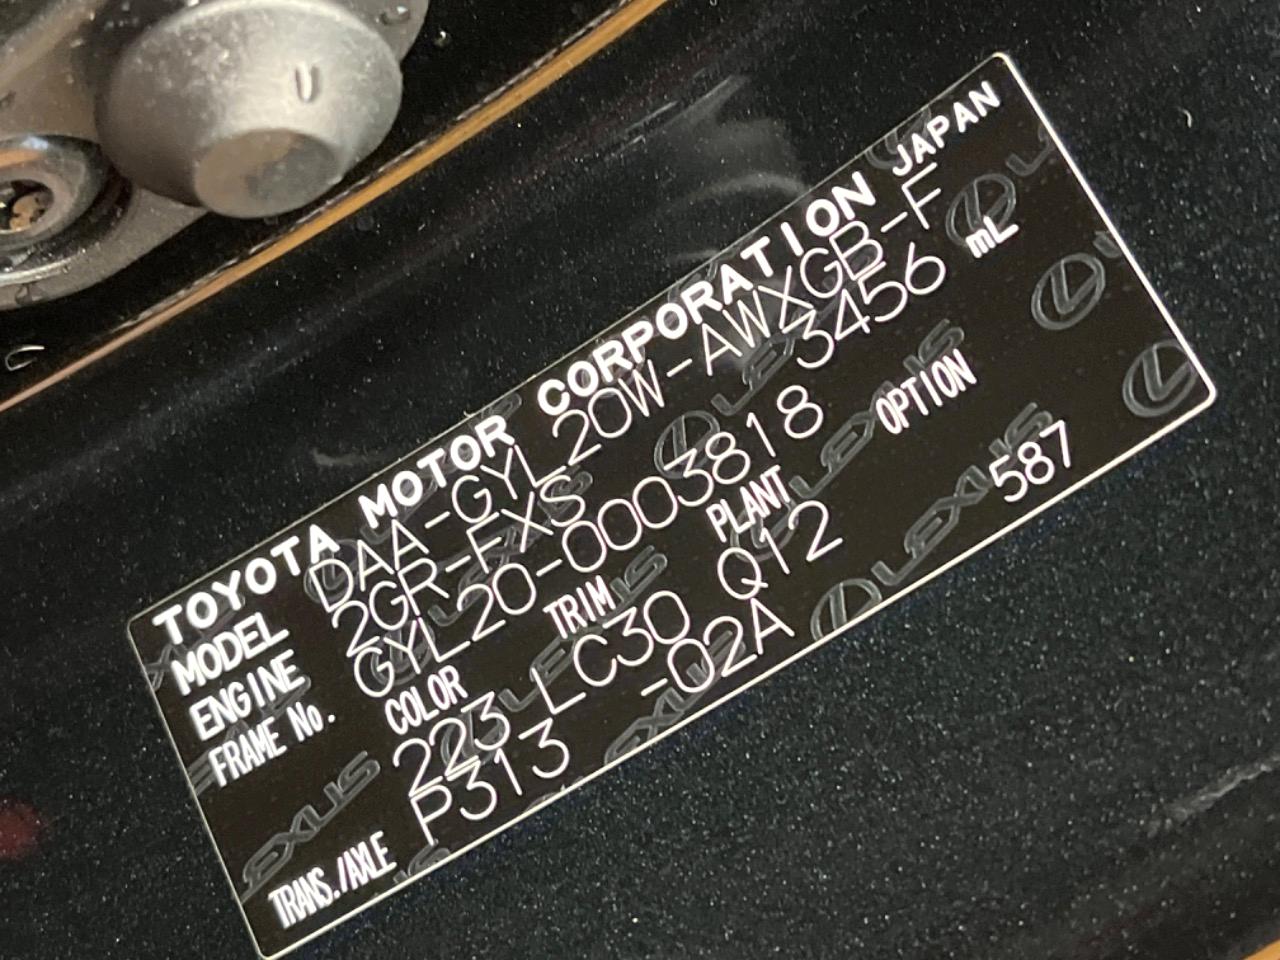 TOYOTA MOTOR CORPORATION JAPAN
MODEL DAA-GYL20W-AWXGB-F
ENGINE 2GR-FXS 3456 mL
FRAME No. GYL20-0003818
COLOR TRIM PLANT OPTION
223 LC30 Q12 587
TRANS./AXLE P313 -02A